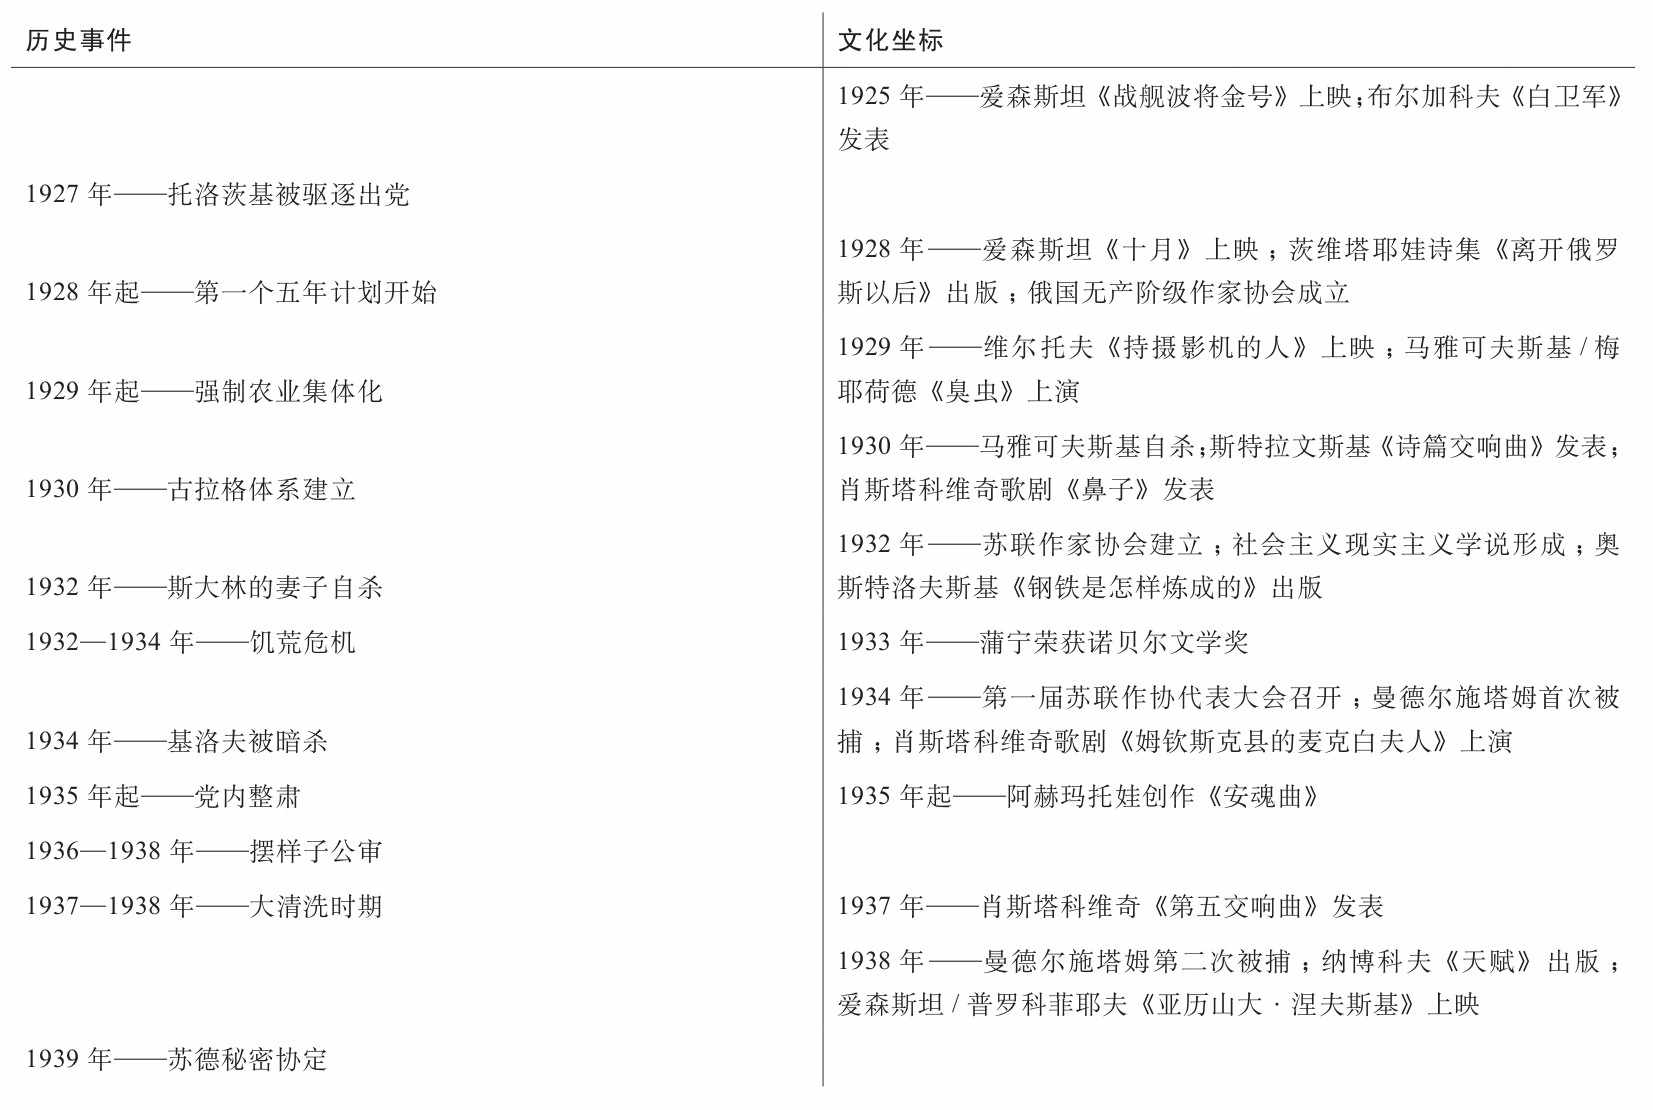 历史事件
文化坐标
1925 年——爱森斯坦《战舰波将金号》上映；布尔加科夫《白卫军》
发表
1927 年——托洛茨基被驱逐出党
1928 年——爱森斯坦《十月》上映；茨维塔耶娃诗集《离开俄罗
1928 年起——第一个五年计划开始
斯以后》出版；俄国无产阶级作家协会成立
1929 年——维尔托夫《持摄影机的人》上映；马雅可夫斯基 / 梅
1929 年起——强制农业集体化
耶荷德《臭虫》上演
1930 年——马雅可夫斯基自杀；斯特拉文斯基《诗篇交响曲》发表；
1930 年——古拉格体系建立
肖斯塔科维奇歌剧《鼻子》发表
1932 年——苏联作家协会建立；社会主义现实主义学说形成；奥
1932 年——斯大林的妻子自杀
斯特洛夫斯基《钢铁是怎样炼成的》出版
1932—1934 年——饥荒危机
1933 年——蒲宁荣获诺贝尔文学奖
1934 年——第一届苏联作协代表大会召开；曼德尔施塔姆首次被
1934 年——基洛夫被暗杀
捕；肖斯塔科维奇歌剧《姆钦斯克县的麦克白夫人》上演
1935 年起——党内整肃
1935 年起——阿赫玛托娃创作《安魂曲》
1936—1938 年——摆样子公审
1937—1938 年——大清洗时期
1937 年——肖斯塔科维奇《第五交响曲》发表
1938 年——曼德尔施塔姆第二次被捕；纳博科夫《天赋》出版；
爱森斯坦 / 普罗科菲耶夫《亚历山大·涅夫斯基》上映
1939 年——苏德秘密协定